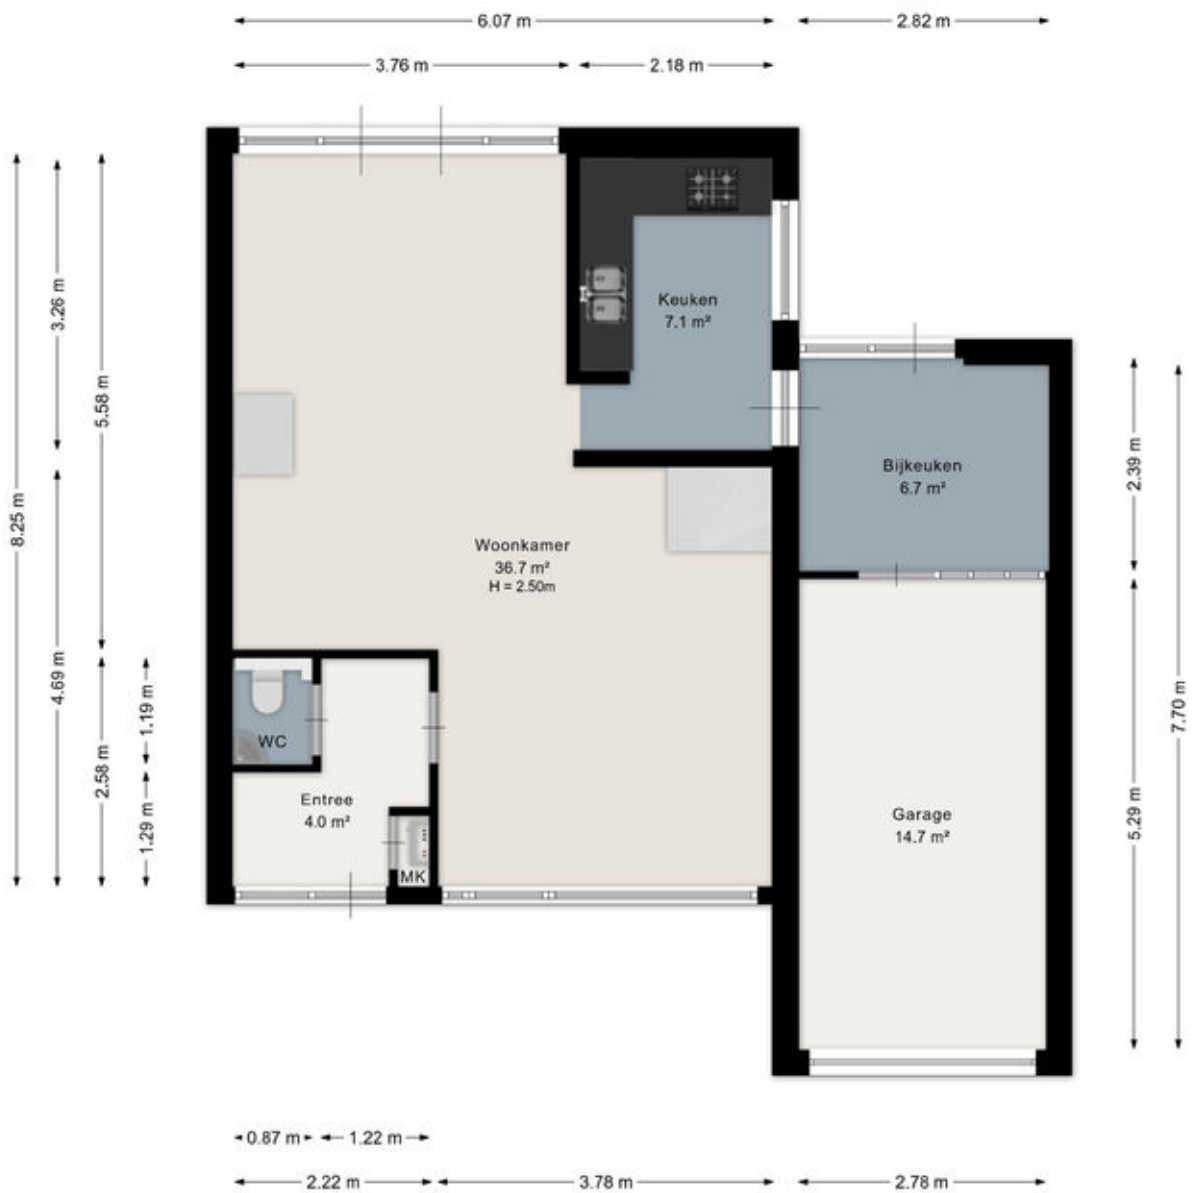 6.07 m
2.82 m
3.76 m
2.18 m
8.25 m
3.26 m
4.69 m
5.58 m
2.58 m
1.19 m
1.29 m
Keuken
7.1 m²
Bijkeuken
6.7 m²
Woonkamer
36.7 m²
H = 2.50m
WC
Entree
4.0 m²
MK
Garage
14.7 m²
2.39 m
5.29 m
7.70 m
0.87 m
1.22 m
2.22 m
3.78 m
2.78 m